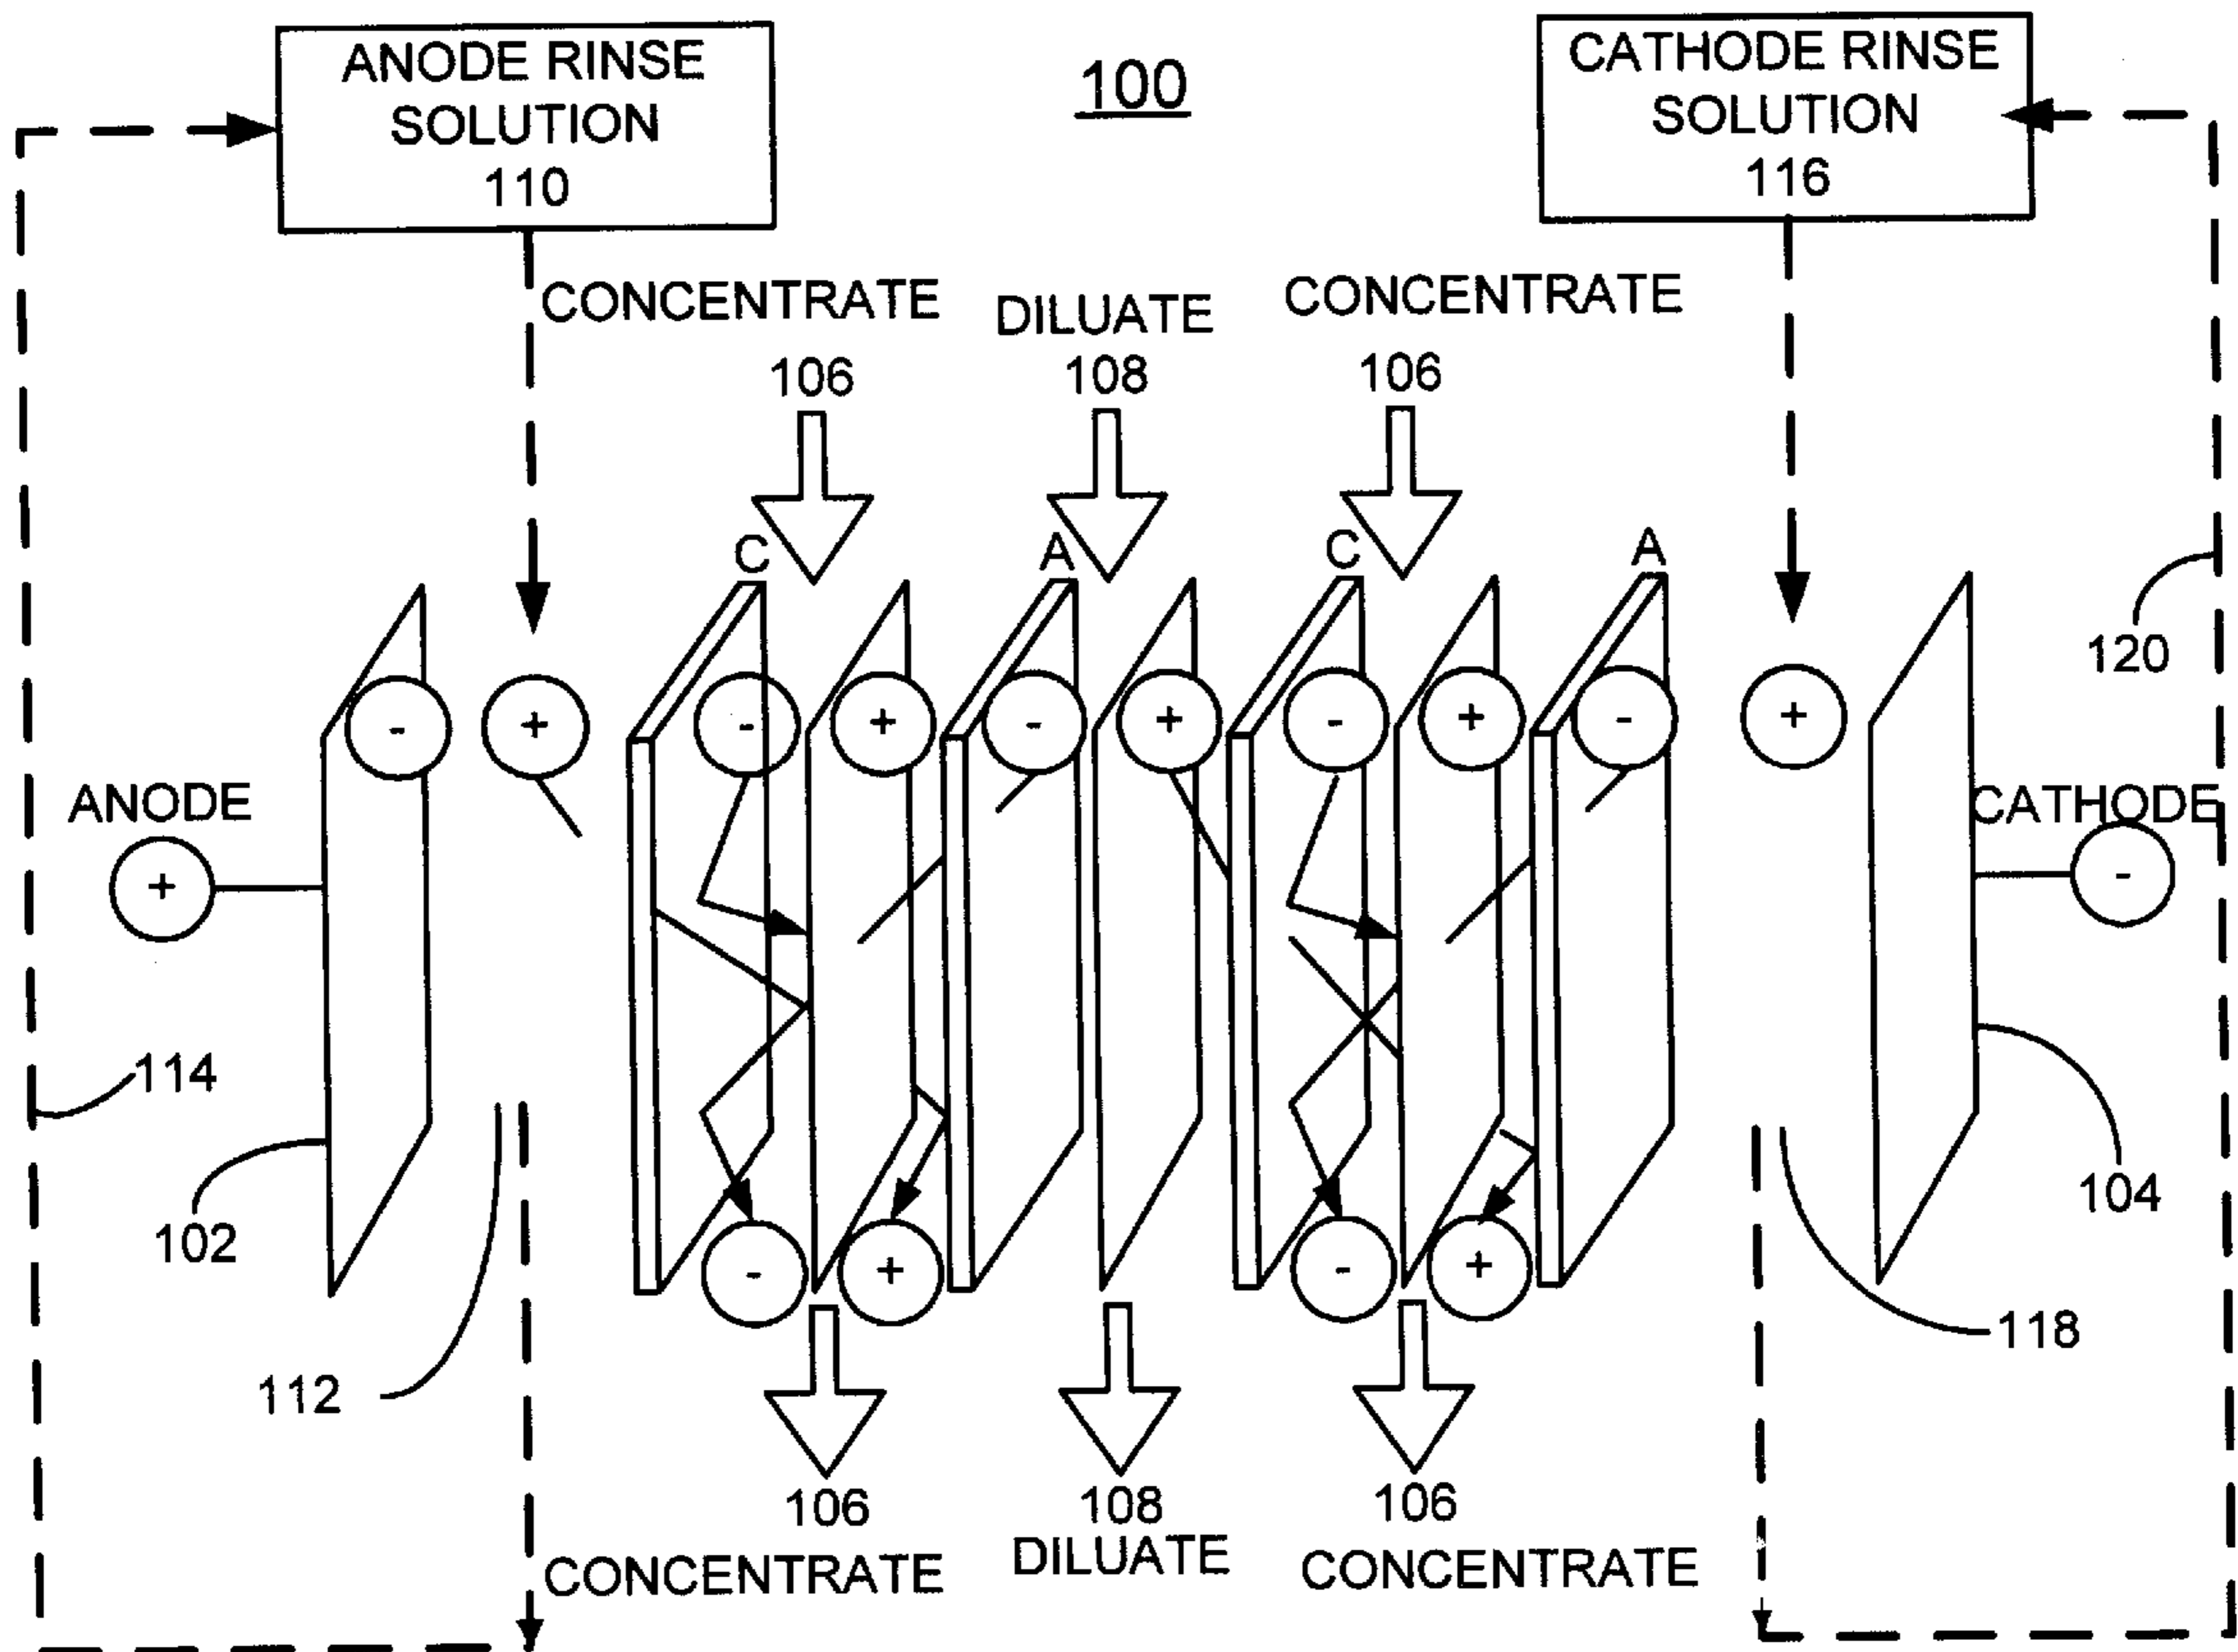 ANODE RINSE
SOLUTION
110
100
CATHODE RINSE
SOLUTION
116
CONCENTRATE
106
DILUATE
108
CONCENTRATE
106
C
A
C
A
120
-
+
-
+
-
+
-
+
-
+
ANODE
+
CATHODE
-
114
102
104
-
+
-
+
118
112
106
CONCENTRATE
108
DILUATE
106
CONCENTRATE